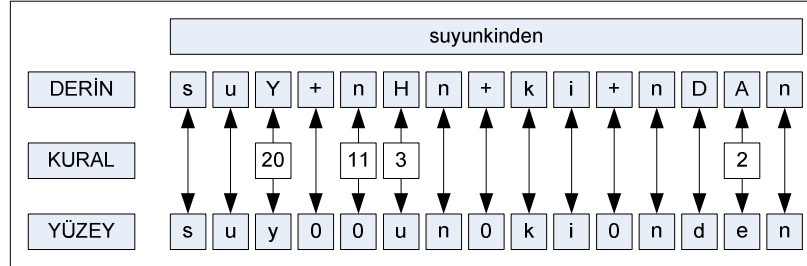 suyunkinden
DERİN s u Y + n H n + k i + n D A n
KURAL 20 11 3 2
YÜZEY s u y 0 0 u n 0 k i 0 n d e n